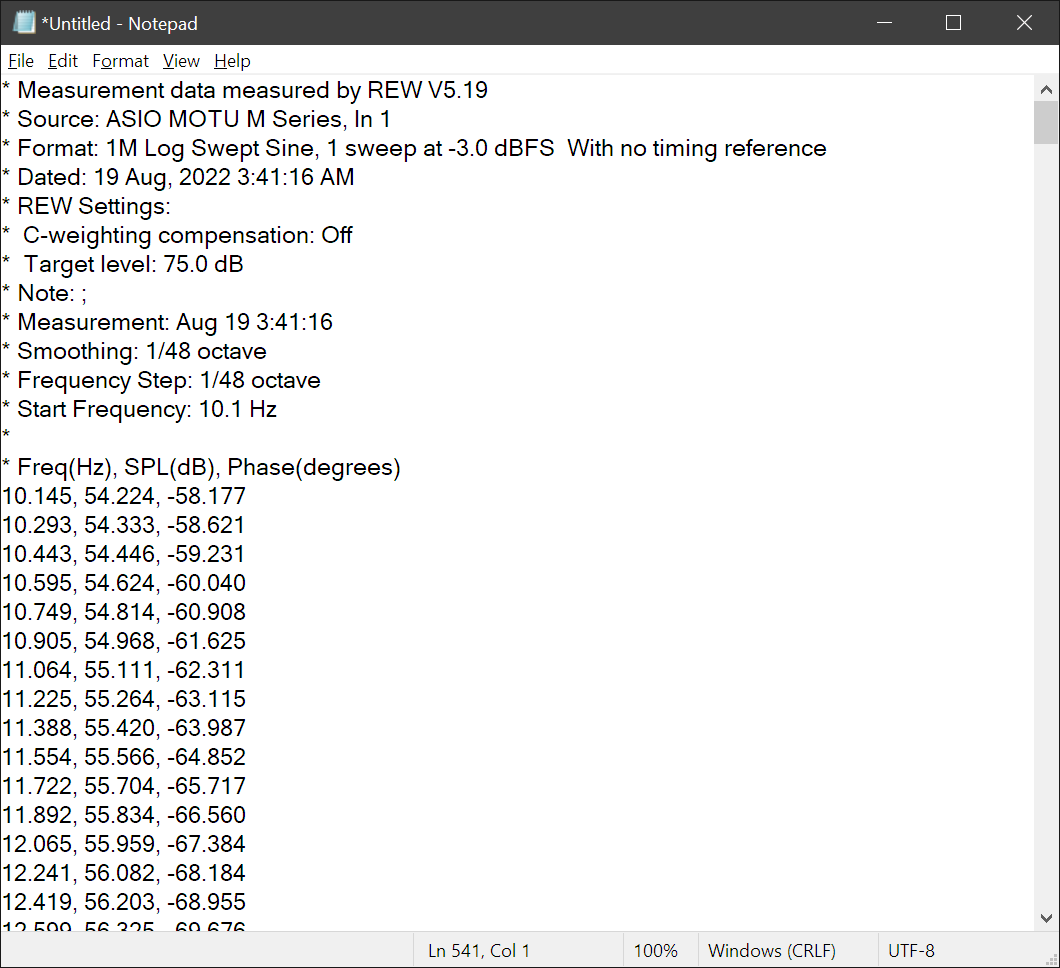 *Untitled - Notepad
File Edit Format View Help
* Measurement data measured by REW V5.19
* Source: ASIO MOTU M Series, In 1
* Format: 1M Log Swept Sine, 1 sweep at -3.0 dBFS  With no timing reference
* Dated: 19 Aug, 2022 3:41:16 AM
* REW Settings:
*  C-weighting compensation: Off
*  Target level: 75.0 dB
* Note: ;
* Measurement: Aug 19 3:41:16
* Smoothing: 1/48 octave
* Frequency Step: 1/48 octave
* Start Frequency: 10.1 Hz
*
* Freq(Hz), SPL(dB), Phase(degrees)
10.145, 54.224, -58.177
10.293, 54.333, -58.621
10.443, 54.446, -59.231
10.595, 54.624, -60.040
10.749, 54.814, -60.908
10.905, 54.968, -61.625
11.064, 55.111, -62.311
11.225, 55.264, -63.115
11.388, 55.420, -63.987
11.554, 55.566, -64.852
11.722, 55.704, -65.717
11.892, 55.834, -66.560
12.065, 55.959, -67.384
12.241, 56.082, -68.184
12.419, 56.203, -68.955
12.599, 56.325, -69.676
Ln 541, Col 1 100% Windows (CRLF) UTF-8